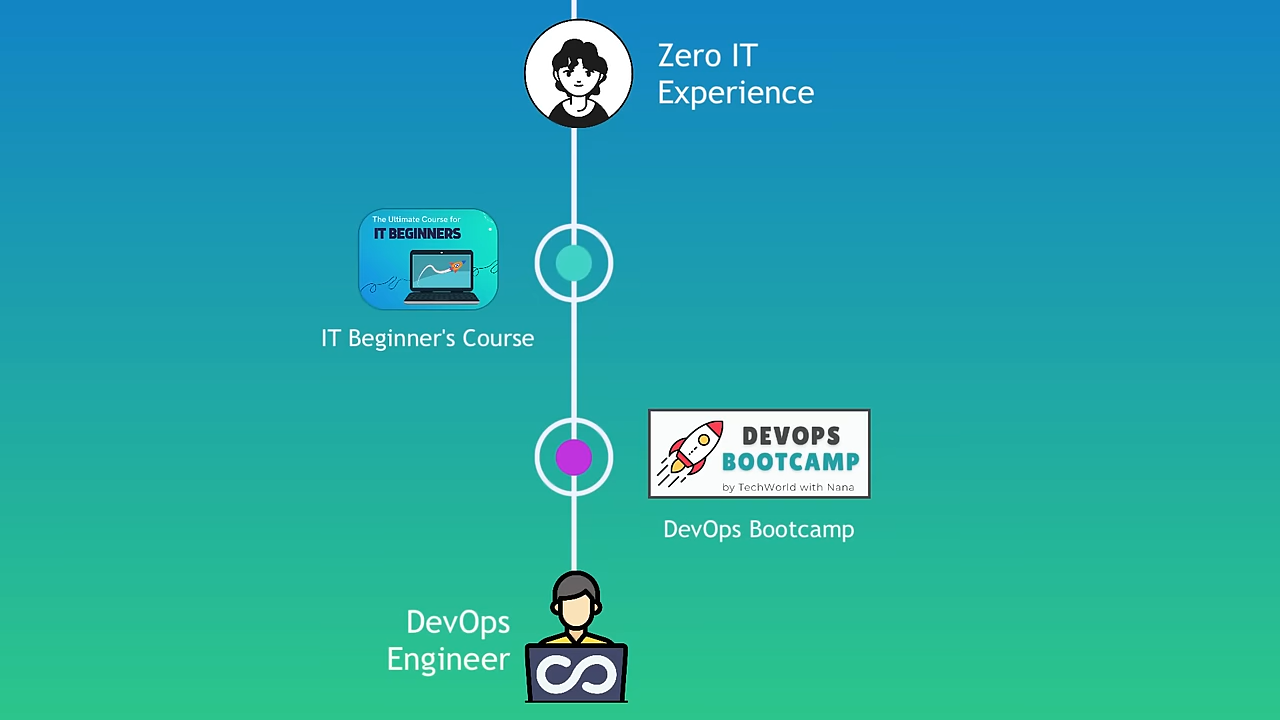 Zero IT
Experience
The Ultimate Course for
IT BEGINNERS
IT Beginner's Course
DEVOPS
BOOTCAMP
by TechWorld with Nana
DevOps Bootcamp
DevOps
Engineer